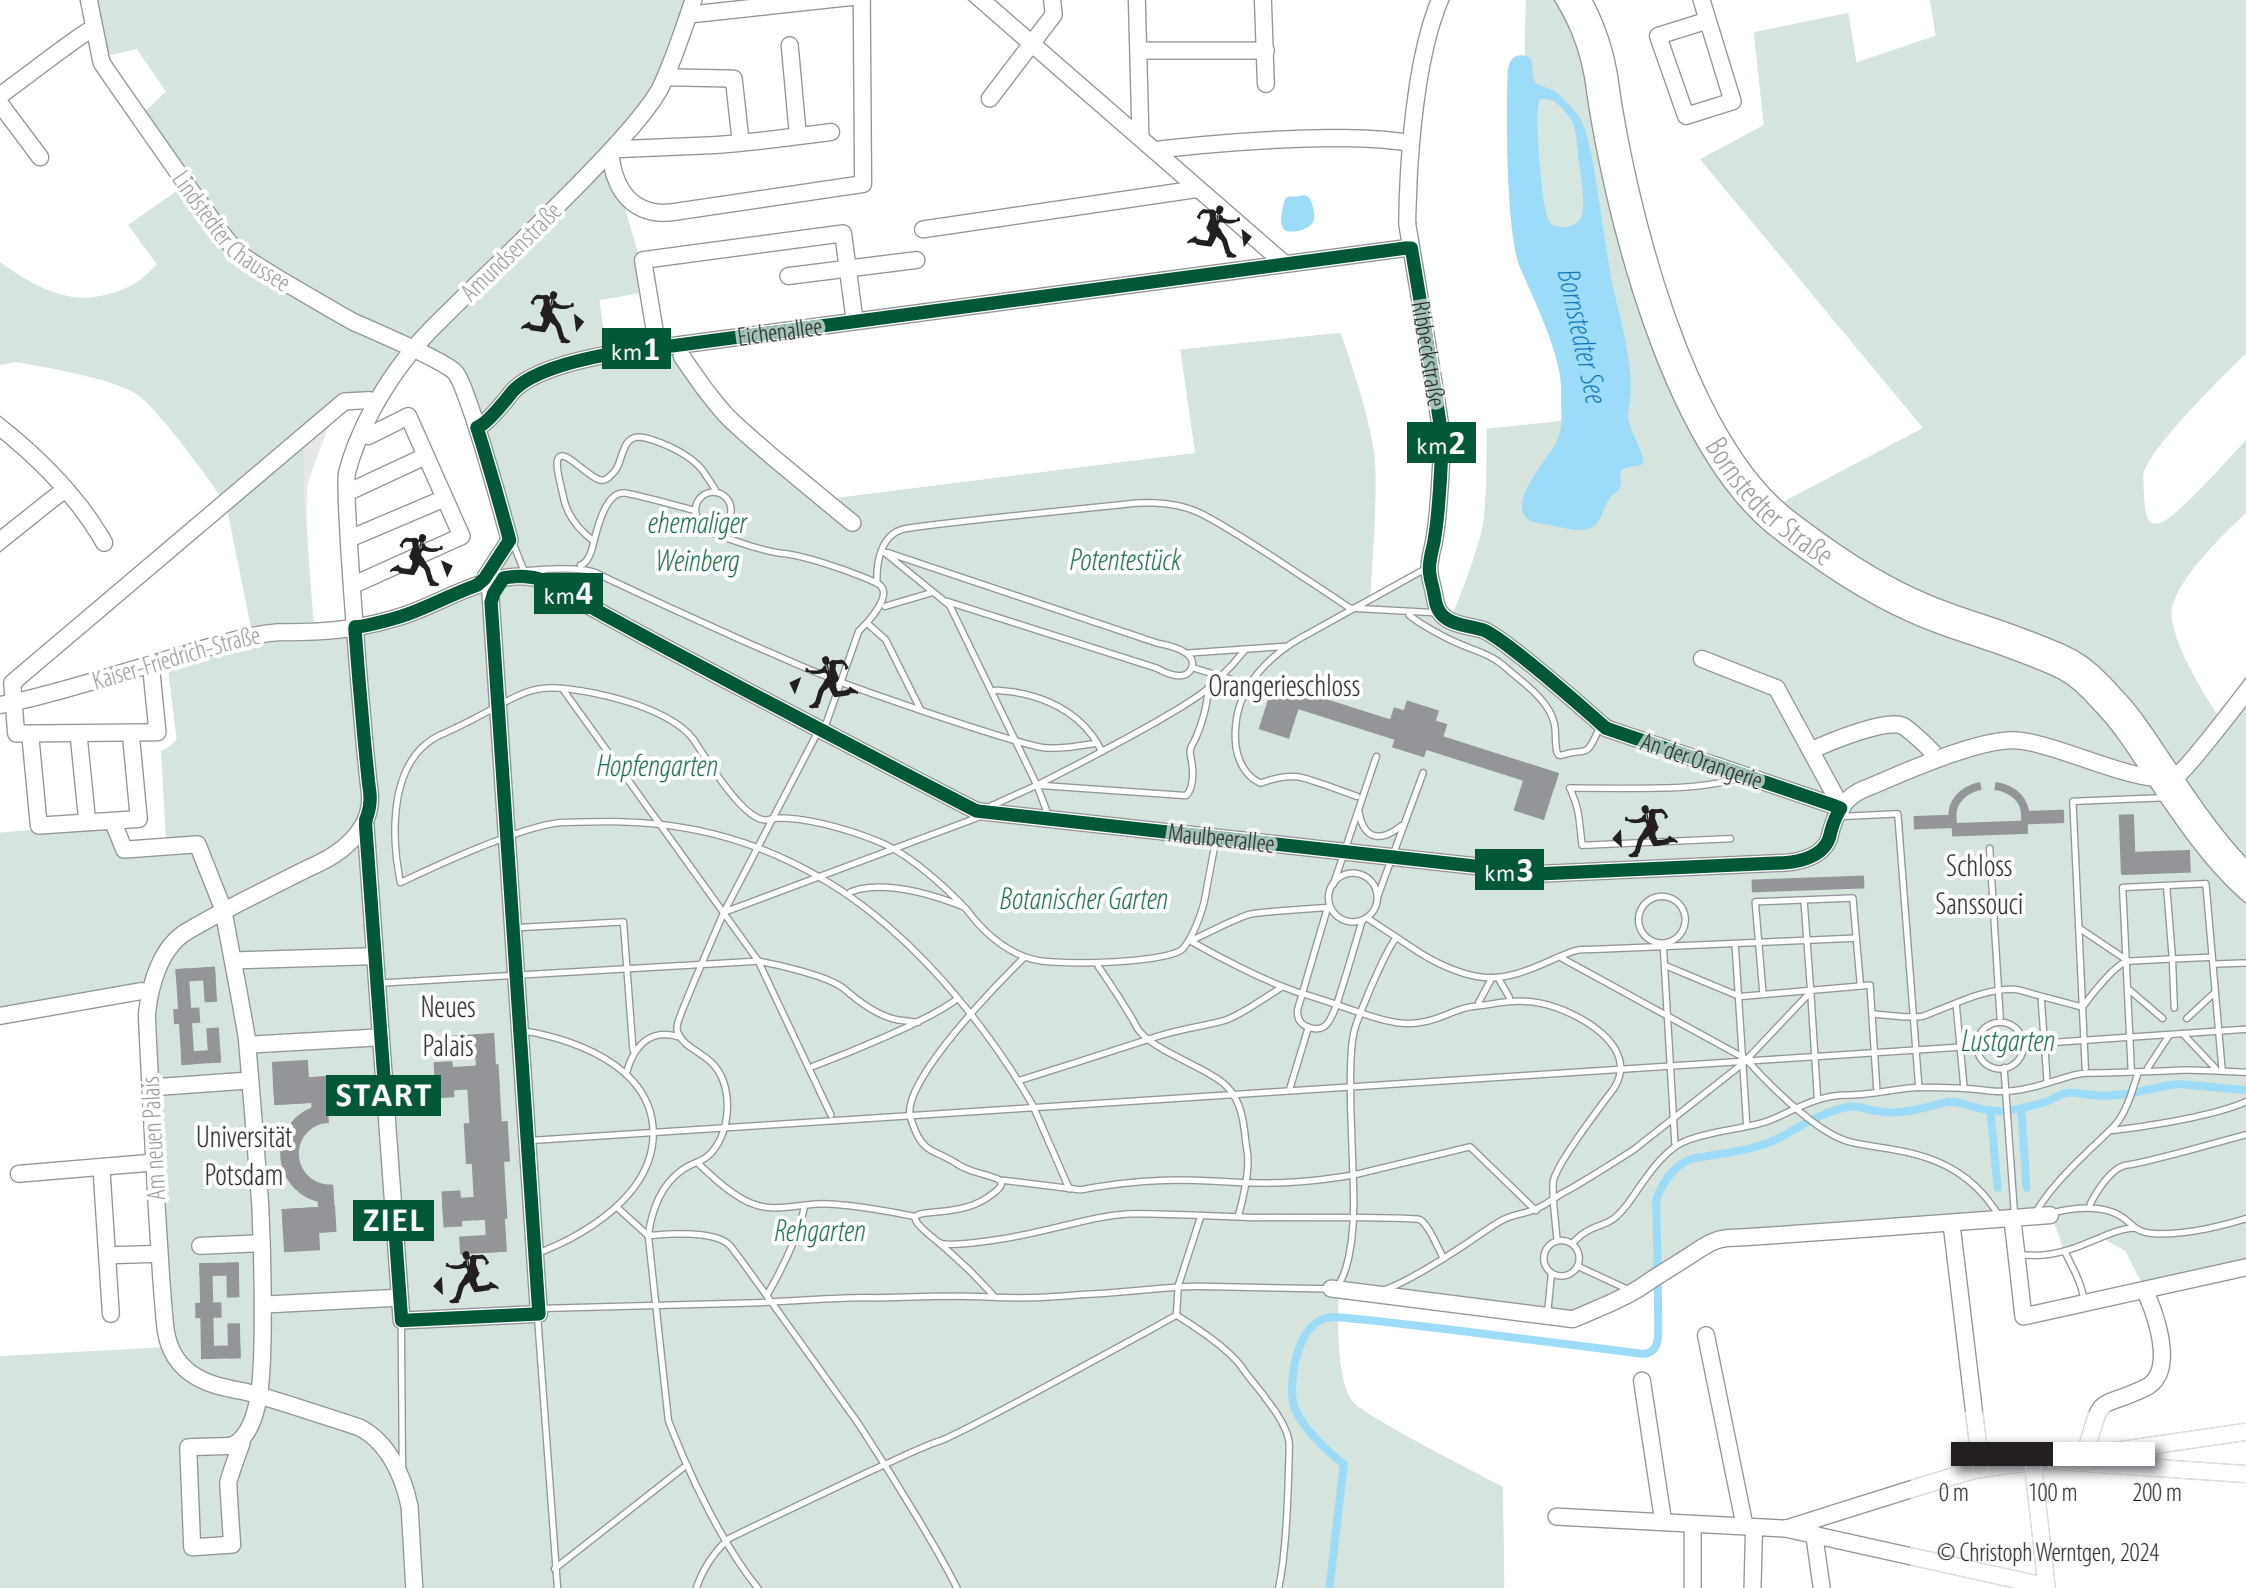 Lindstedter Chaussee
Amundsenstraße
km1
Eichenallee
Ribbeckstraße
Bornstedter See
km2
Bornstedter Straße
ehemaliger
Weinberg
Potentestück
km4
Kaiser-Friedrich-Straße
Orangerieschloss
An der Orangerie
Hopfengarten
Maulbeerallee
km3
Schloss
Sanssouci
Botanischer Garten
Neues
Palais
Lustgarten
START
Am neuen Palais
Universität
Potsdam
ZIEL
Rehgarten
0 m 100 m 200 m
© Christoph Werntgen, 2024